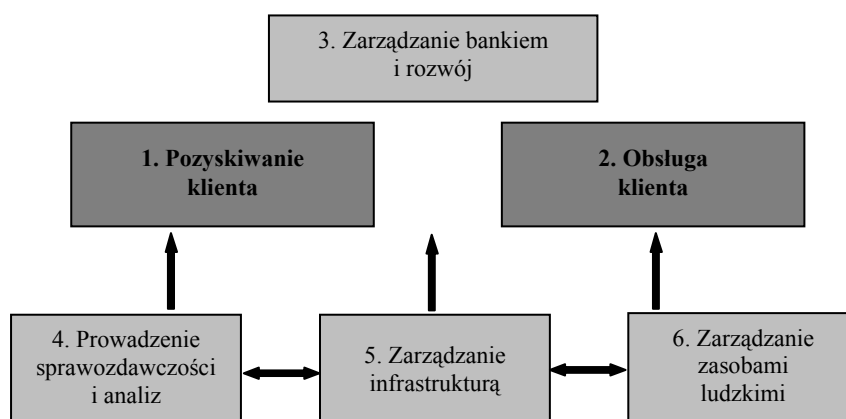 3. Zarządzanie bankiem
i rozwój
1. Pozyskiwanie
klienta
2. Obsługa
klienta
4. Prowadzenie
sprawozdawczości
i analiz
5. Zarządzanie
infrastrukturą
6. Zarządzanie
zasobami
ludzkimi